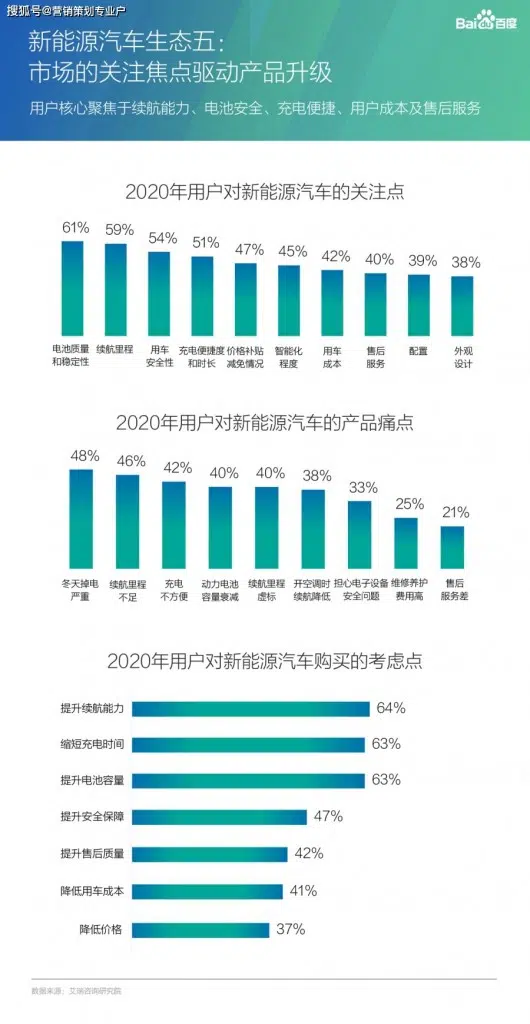 搜狐号@营销策划专业户
Baidu百度
新能源汽车生态五：
市场的关注焦点驱动产品升级
用户核心聚焦于续航能力、电池安全、充电便捷、用户成本及售后服务
2020年用户对新能源汽车的关注点
61% 59% 54% 51% 47% 45% 42% 40% 39% 38%
电池质量 续航里程 用车 充电便捷度 价格补贴 智能化 用车 售后 配置 外观
和稳定性 安全性 和时长 减免情况 程度 成本 服务 设计
2020年用户对新能源汽车的产品痛点
48% 46% 42% 40% 40% 38% 33% 25% 21%
冬天掉电 续航里程 充电 动力电池 续航里程 开空调时 担心电子设备 维修养护 售后
严重 不足 不方便 容量衰减 虚标 续航降低 安全问题 费用高 服务差
2020年用户对新能源汽车购买的考虑点
提升续航能力 64%
缩短充电时间 63%
提升电池容量 63%
提升安全保障 47%
提升售后质量 42%
降低用车成本 41%
降低价格 37%
数据来源：艾瑞咨询研究院